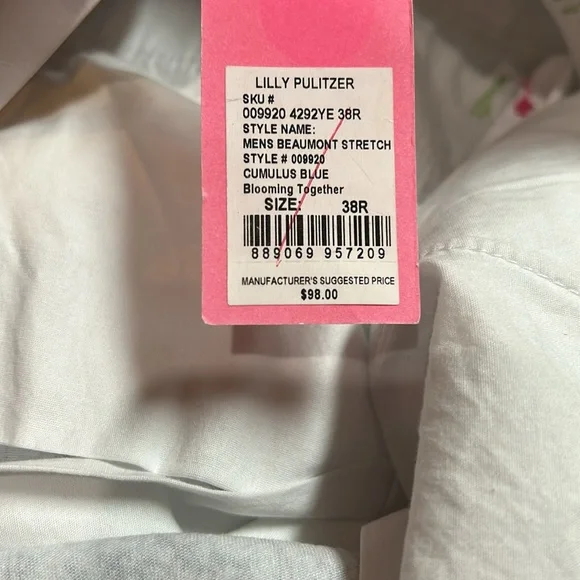 LILLY PULITZER
SKU #
009920 4292YE 38R
STYLE NAME:
MENS BEAUMONT STRETCH
STYLE # 009920
CUMULUS BLUE
Blooming Together
SIZE: 38R
889069 957209
MANUFACTURER'S SUGGESTED PRICE
$98.00